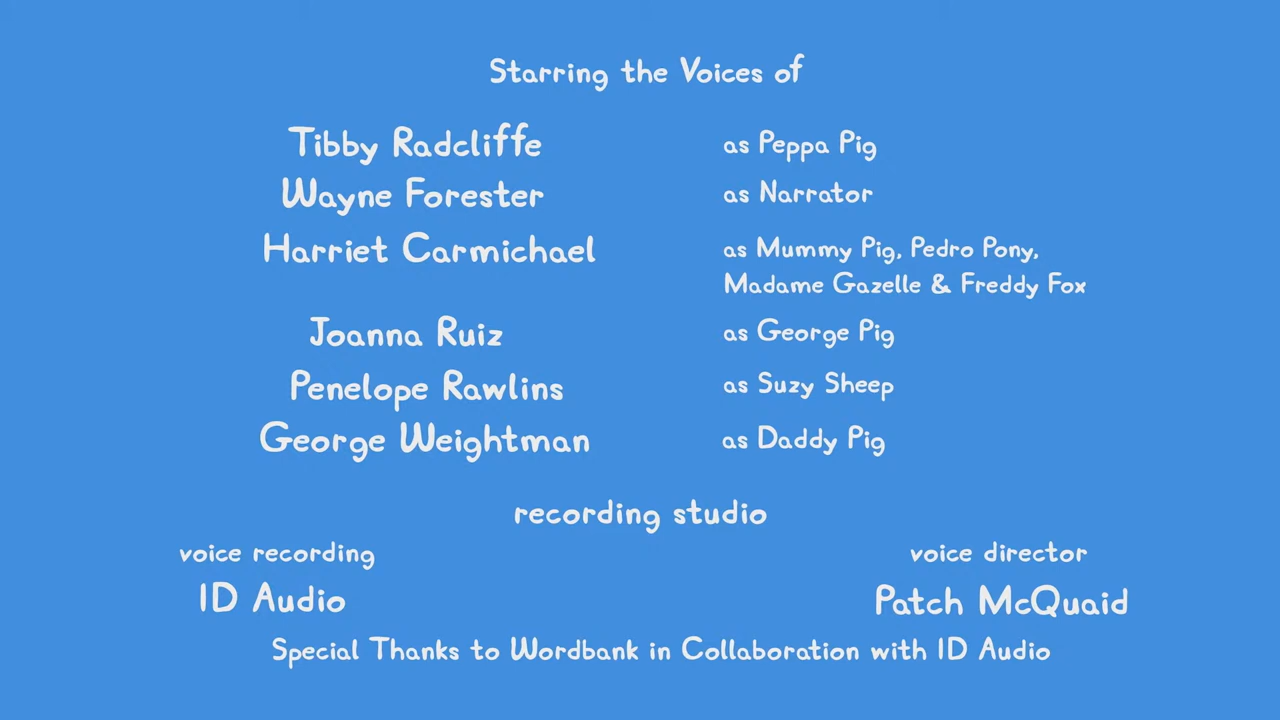 Starring the Voices of
Tibby Radcliffe as Peppa Pig
Wayne Forester as Narrator
Harriet Carmichael as Mummy Pig, Pedro Pony,
Madame Gazelle & Freddy Fox
Joanna Ruiz as George Pig
Penelope Rawlins as Suzy Sheep
George Weightman as Daddy Pig
recording studio
voice recording voice director
ID Audio Patch McQuaid
Special Thanks to Wordbank in Collaboration with ID Audio